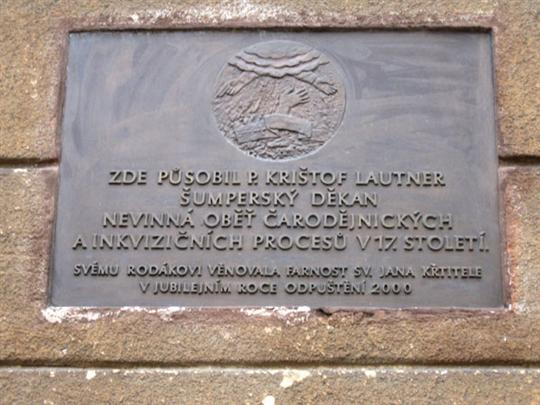 ZDE PŮSOBIL P. KRIŠTOF LAUTNER
ŠUMPERSKÝ DĚKAN
NEVINNÁ OBĚŤ ČARODĚJNICKÝCH
A INKVIZIČNÍCH PROCESŮ V 17. STOLETÍ.
SVÉMU RODÁKOVI VĚNOVALA FARNOST SV. JANA KŘTITELE
V JUBILEJNÍM ROCE ODPUŠTĚNÍ 2000